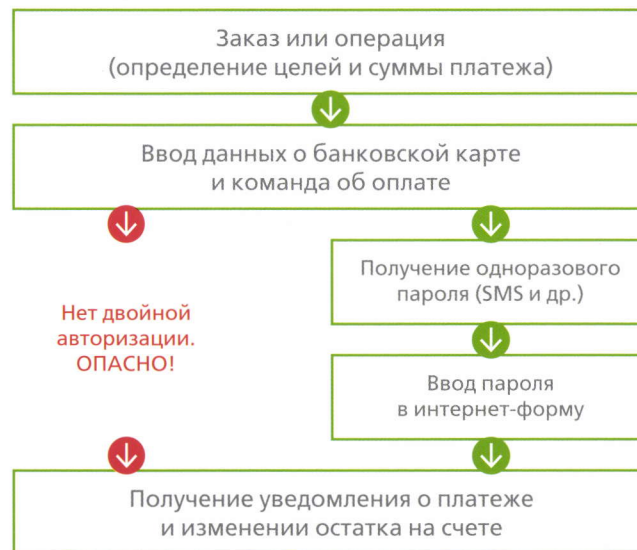 Заказ или операция
(определение целей и суммы платежа)
Ввод данных о банковской карте
и команда об оплате
Нет двойной
авторизации.
ОПАСНО!
Получение одноразового
пароля (SMS и др.)
Ввод пароля
в интернет-форму
Получение уведомления о платеже
и изменении остатка на счете